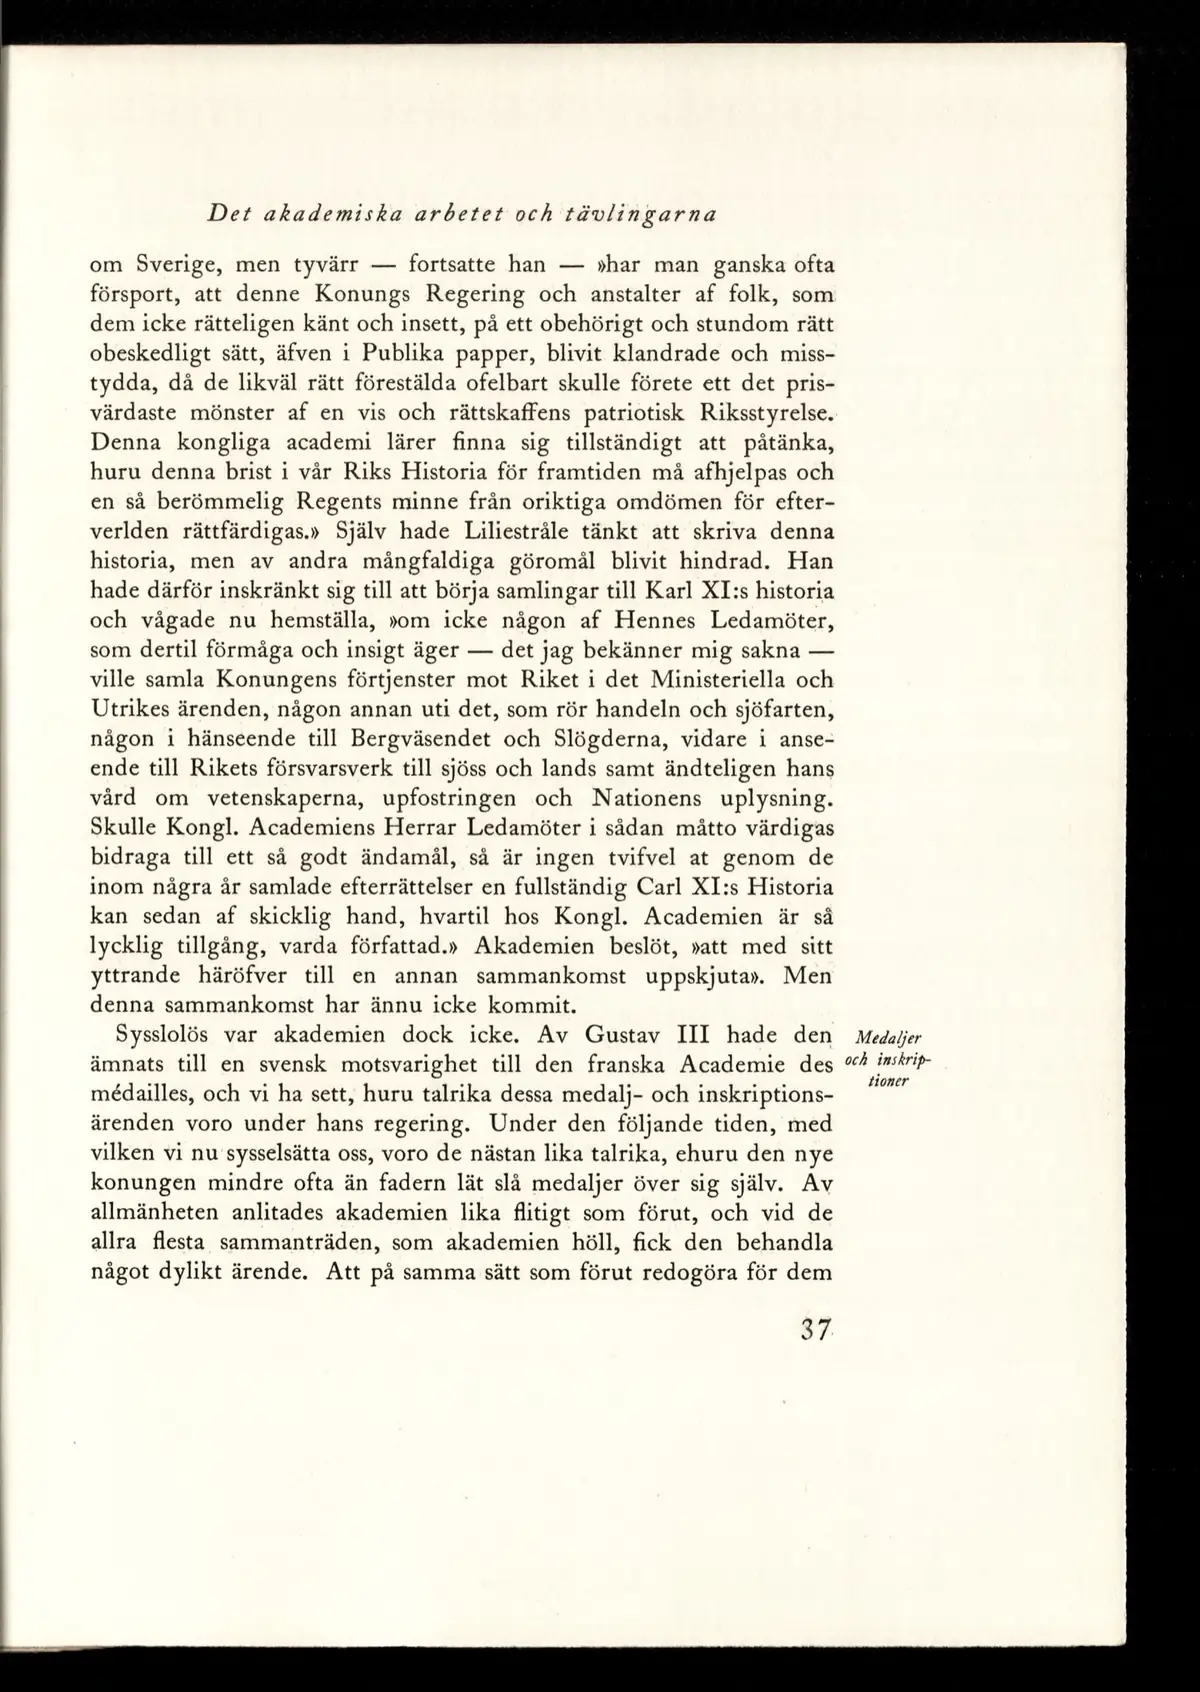 Det akademiska arbetet och tävlingarna
om Sverige, men tyvärr — fortsatte han — »har man ganska ofta
försport, att denne Konungs Regering och anstalter af folk, som
dem icke rätteligen känt och insett, på ett obehörigt och stundom rätt
obeskedligt sätt, äfven i Publika papper, blivit klandrade och miss-
tydda, då de likväl rätt förestälda ofelbart skulle förete ett det pris-
värdaste mönster af en vis och rättskaffens patriotisk Riksstyrelse.
Denna kongliga academi lärer finna sig tillständigt att påtänka,
huru denna brist i vår Riks Historia för framtiden må afhjelpas och
en så berömmelig Regents minne från oriktiga omdömen för efter-
verlden rättfärdigas.» Själv hade Liliestråle tänkt att skriva denna
historia, men av andra mångfaldiga göromål blivit hindrad. Han
hade därför inskränkt sig till att börja samlingar till Karl XI:s historia
och vågade nu hemställa, »om icke någon af Hennes Ledamöter,
som dertil förmåga och insigt äger — det jag bekänner mig sakna —
ville samla Konungens förtjenster mot Riket i det Ministeriella och
Utrikes ärenden, någon annan uti det, som rör handeln och sjöfarten,
någon i hänseende till Bergväsendet och Slögderna, vidare i anse-
ende till Rikets försvarsverk till sjöss och lands samt ändteligen hans
vård om vetenskaperna, upfostringen och Nationens uplysning.
Skulle Kongl. Academiens Herrar Ledamöter i sådan måtto värdigas
bidraga till ett så godt ändamål, så är ingen tvifvel at genom de
inom några år samlade efterrättelser en fullständig Carl XI:s Historia
kan sedan af skicklig hand, hvartil hos Kongl. Academien är så
lycklig tillgång, varda författad.» Akademien beslöt, »att med sitt
yttrande häröfver till en annan sammankomst uppskjuta». Men
denna sammankomst har ännu icke kommit.
Sysslolös var akademien dock icke. Av Gustav III hade den
ämnats till en svensk motsvarighet till den franska Academie des
médailles, och vi ha sett, huru talrika dessa medalj- och inskriptions-
ärenden voro under hans regering. Under den följande tiden, med
vilken vi nu sysselsätta oss, voro de nästan lika talrika, ehuru den nye
konungen mindre ofta än fadern lät slå medaljer över sig själv. Av
allmänheten anlitades akademien lika flitigt som förut, och vid de
allra flesta sammanträden, som akademien höll, fick den behandla
något dylikt ärende. Att på samma sätt som förut redogöra för dem
Medaljer
och inskrip-
tioner
37